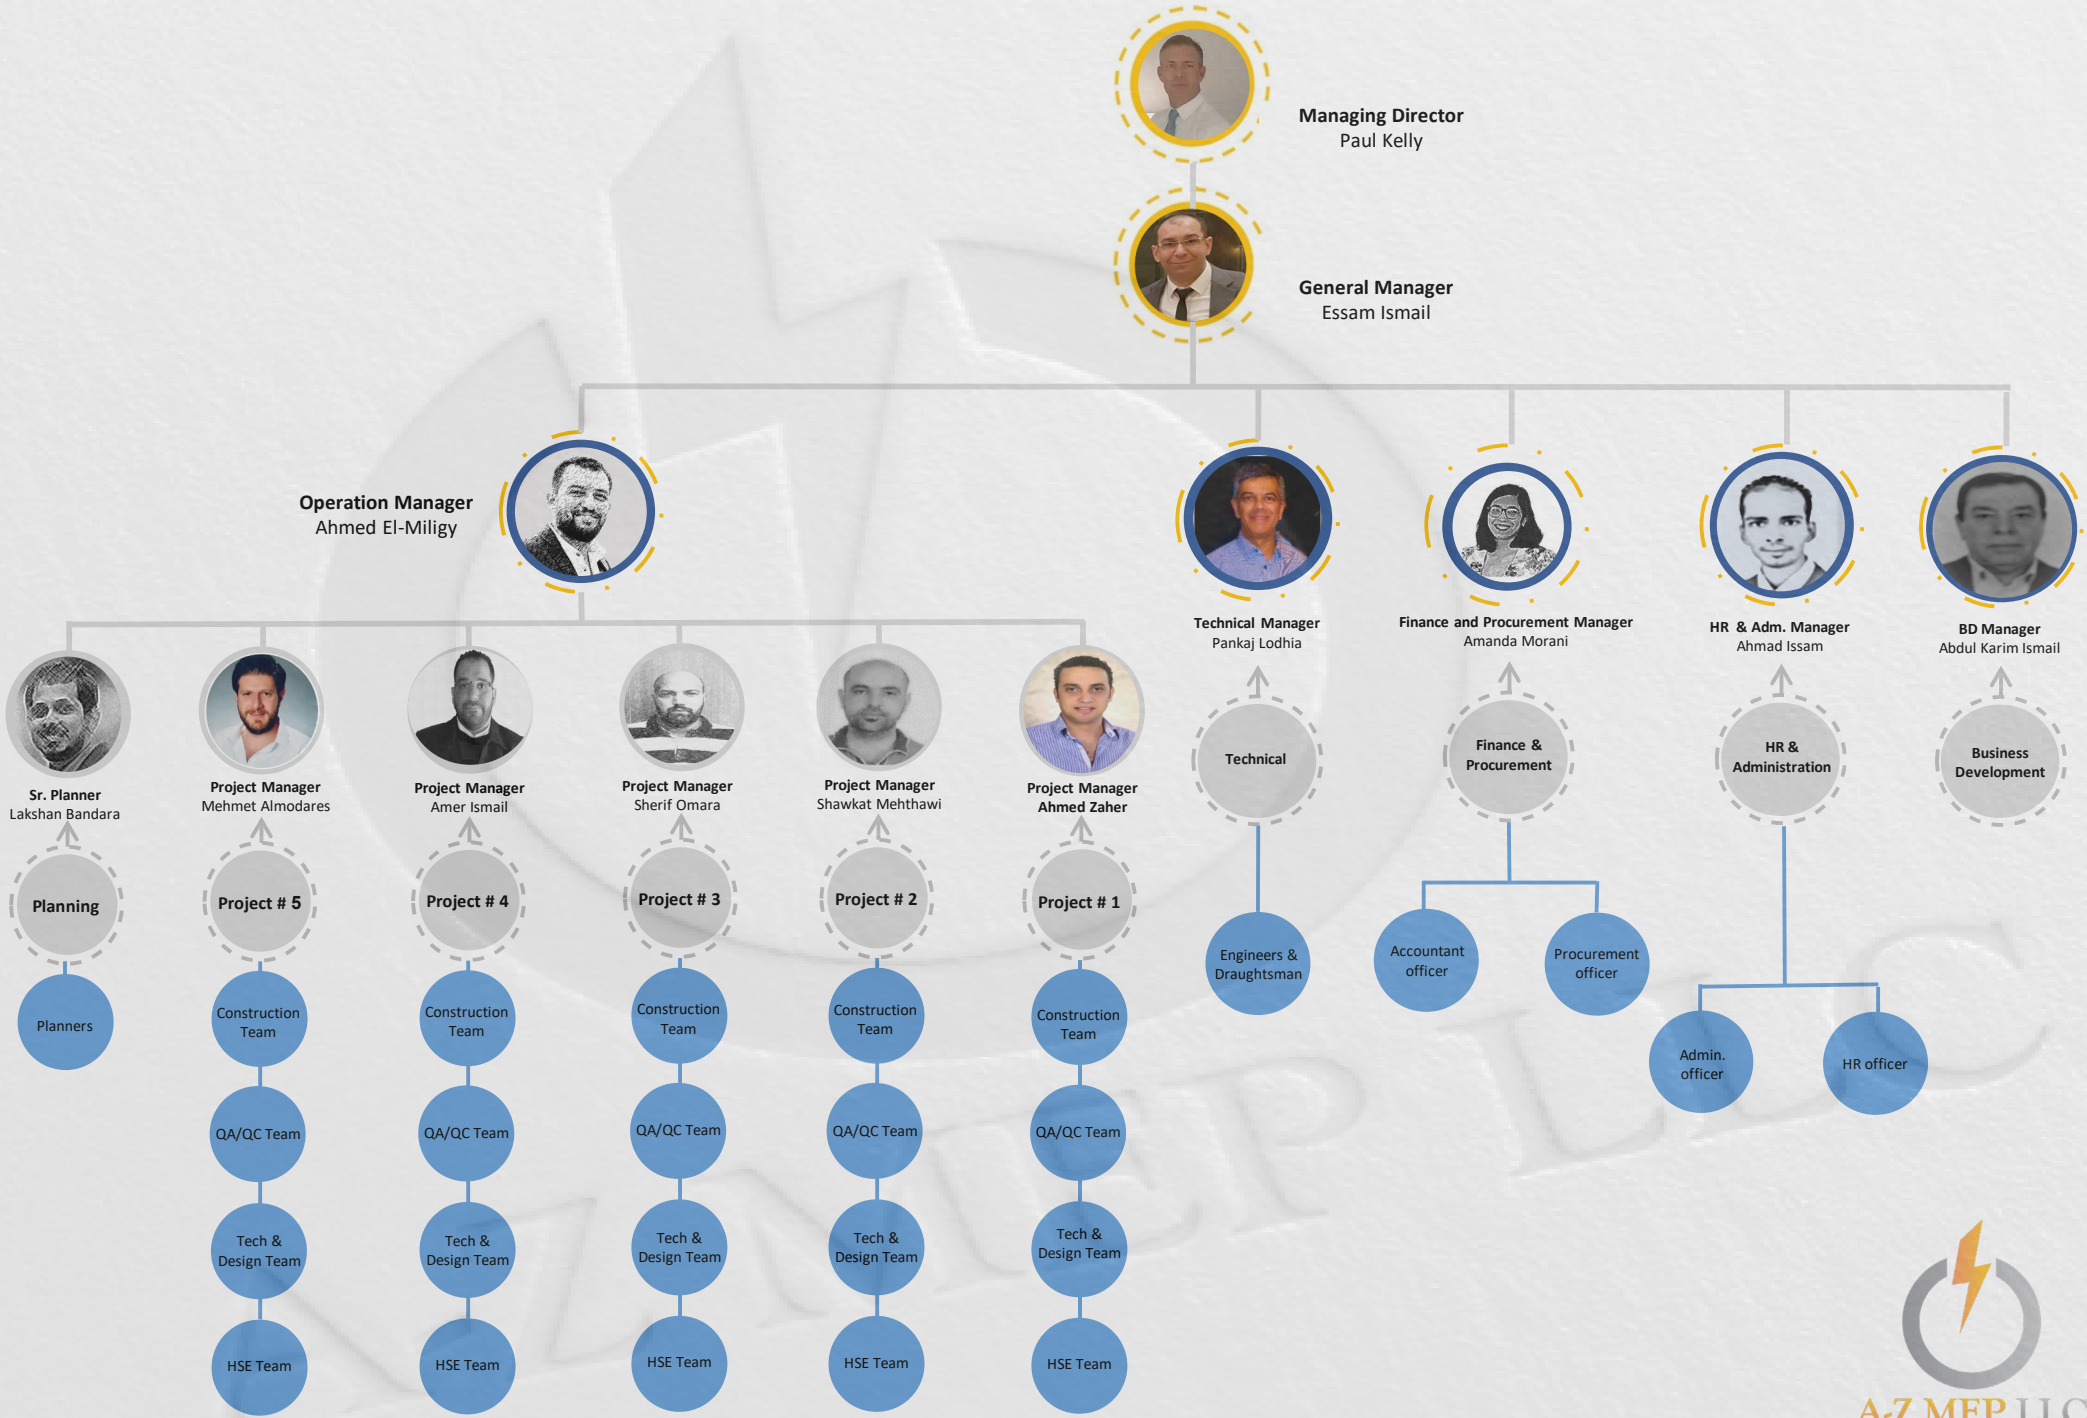 Managing Director
Paul Kelly
General Manager
Essam Ismail
Operation Manager
Ahmed El-Miligy
Technical Manager
Pankaj Lodhia
Finance and Procurement Manager
Amanda Morani
HR & Adm. Manager
Ahmad Issam
BD Manager
Abdul Karim Ismail
Sr. Planner
Lakshan Bandara
Project Manager
Mehmet Almodares
Project Manager
Amer Ismail
Project Manager
Sherif Omara
Project Manager
Shawkat Mehthawi
Project Manager
Ahmed Zaher
Technical
Finance &
Procurement
HR &
Administration
Business
Development
Planning
Project # 5
Project # 4
Project # 3
Project # 2
Project # 1
Engineers &
Draughtsman
Accountant
officer
Procurement
officer
Admin.
officer
HR officer
Planners
Construction
Team
Construction
Team
Construction
Team
Construction
Team
Construction
Team
QA/QC Team
QA/QC Team
QA/QC Team
QA/QC Team
QA/QC Team
Tech &
Design Team
Tech &
Design Team
Tech &
Design Team
Tech &
Design Team
Tech &
Design Team
HSE Team
HSE Team
HSE Team
HSE Team
HSE Team
A-Z MEP LLC
A-Z MEP LLC